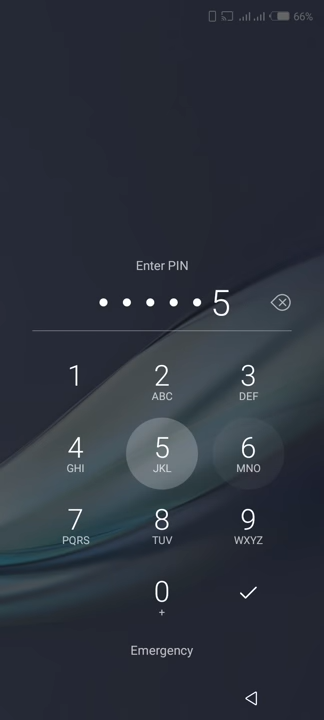 66%
Enter PIN
• • • • • 5
1 2 3
ABC DEF
4 5 6
GHI JKL MNO
7 8 9
PQRS TUV WXYZ
0
+
Emergency